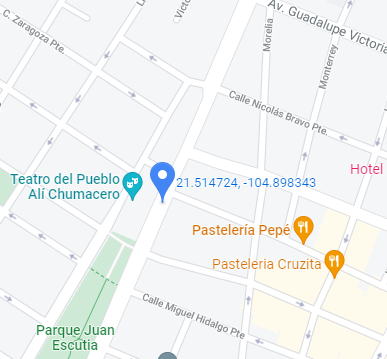 Av. Guadalupe Victoria
C. Zaragoza Pte.
Morelia
Monterrey
Calle Nicolás Bravo Pte.
Hotel
Teatro del Pueblo
Alí Chumacero
21.514724, -104.898343
Pastelería Pepé
Pasteleria Cruzita
Calle Miguel Hidalgo Pte
Parque Juan
Escutia